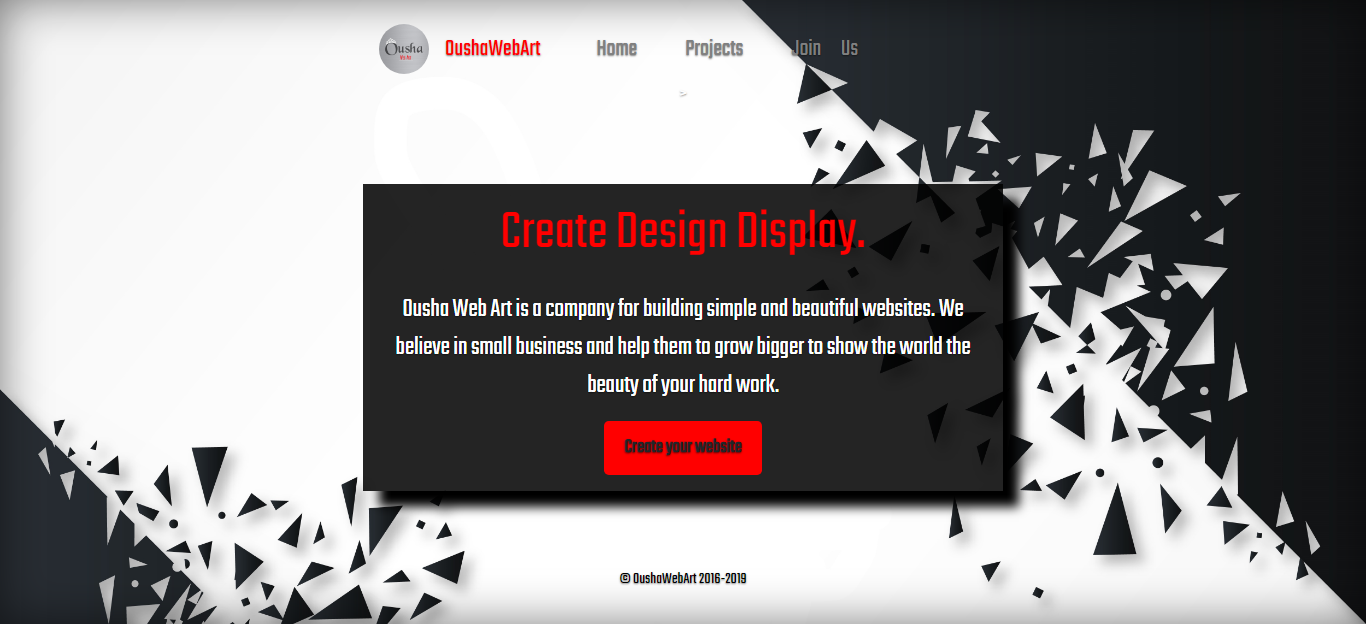 Ousha
Web Art
OushaWebArt Home Projects Join Us
>
Create Design Display.
Ousha Web Art is a company for building simple and beautiful websites. We
believe in small business and help them to grow bigger to show the world the
beauty of your hard work.
Create your website
© OushaWebArt 2016-2019